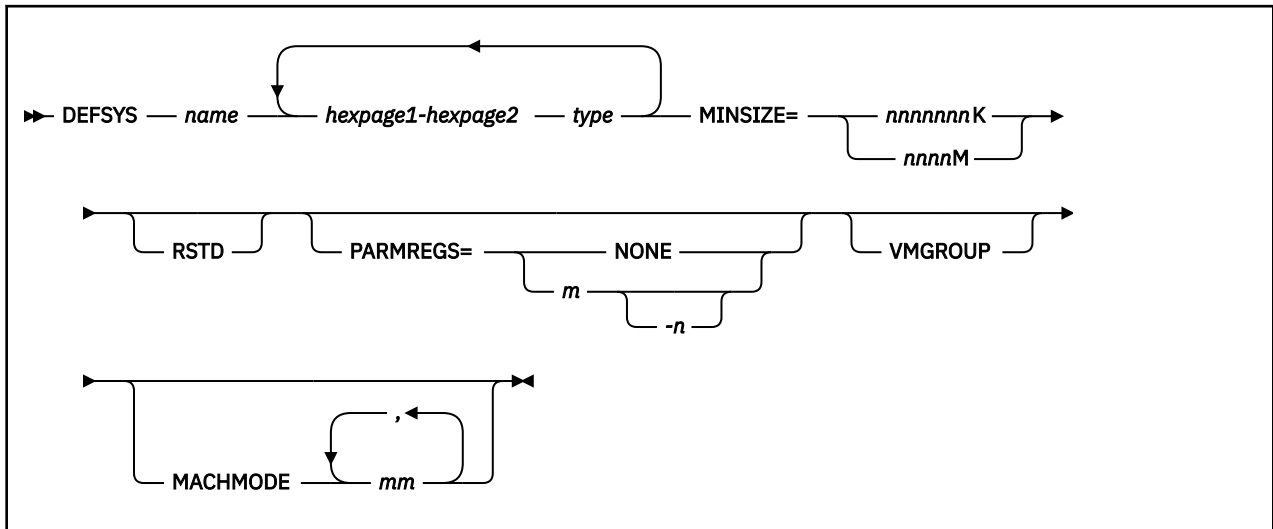 DEFSYS name hexpage1-hexpage2 type MINSIZE= nnnnnnnK
nnnnM
RSTD PARMREGS= NONE VMGROUP
m
-n
,
MACHMODE mm